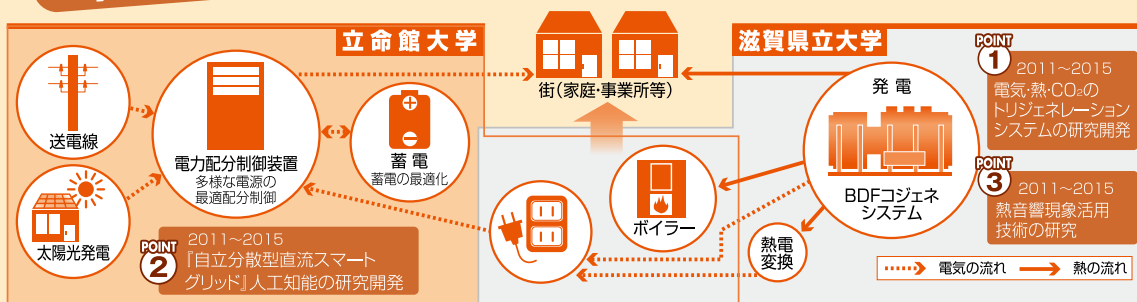 立命館大学
滋賀県立大学
送電線
太陽光発電
電力配分制御装置
多様な電源の
最適配分制御
蓄電
蓄電の最適化
POINT
2
2011~2015
『自立分散型直流スマート
グリッド』人工知能の研究開発
街(家庭・事業所等)
ボイラー
熱電
変換
発電
BDFコジェネ
システム
POINT
1
2011~2015
電気・熱・CO₂の
トリジェネレーション
システムの研究開発
POINT
3
2011~2015
熱音響現象活用
技術の研究
電気の流れ
熱の流れ